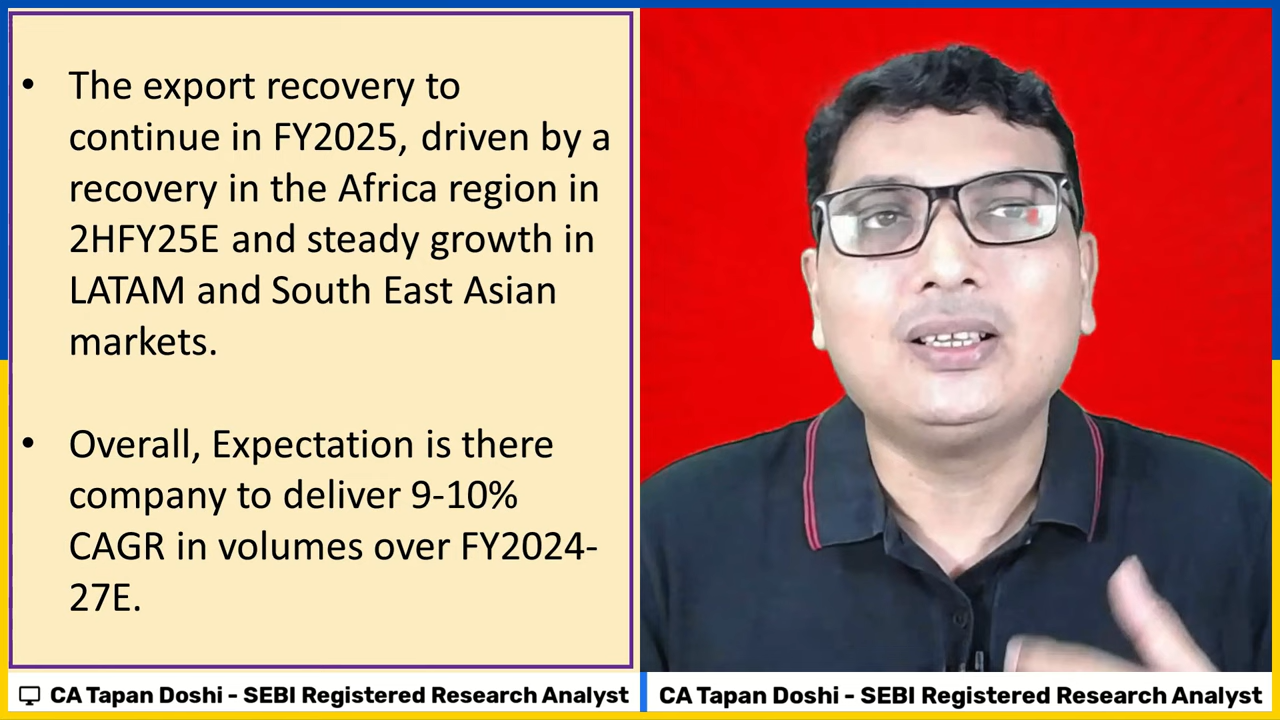 • The export recovery to
continue in FY2025, driven by a
recovery in the Africa region in
2HFY25E and steady growth in
LATAM and South East Asian
markets.
• Overall, Expectation is there
company to deliver 9-10%
CAGR in volumes over FY2024-
27E.
CA Tapan Doshi - SEBI Registered Research Analyst
CA Tapan Doshi - SEBI Registered Research Analyst